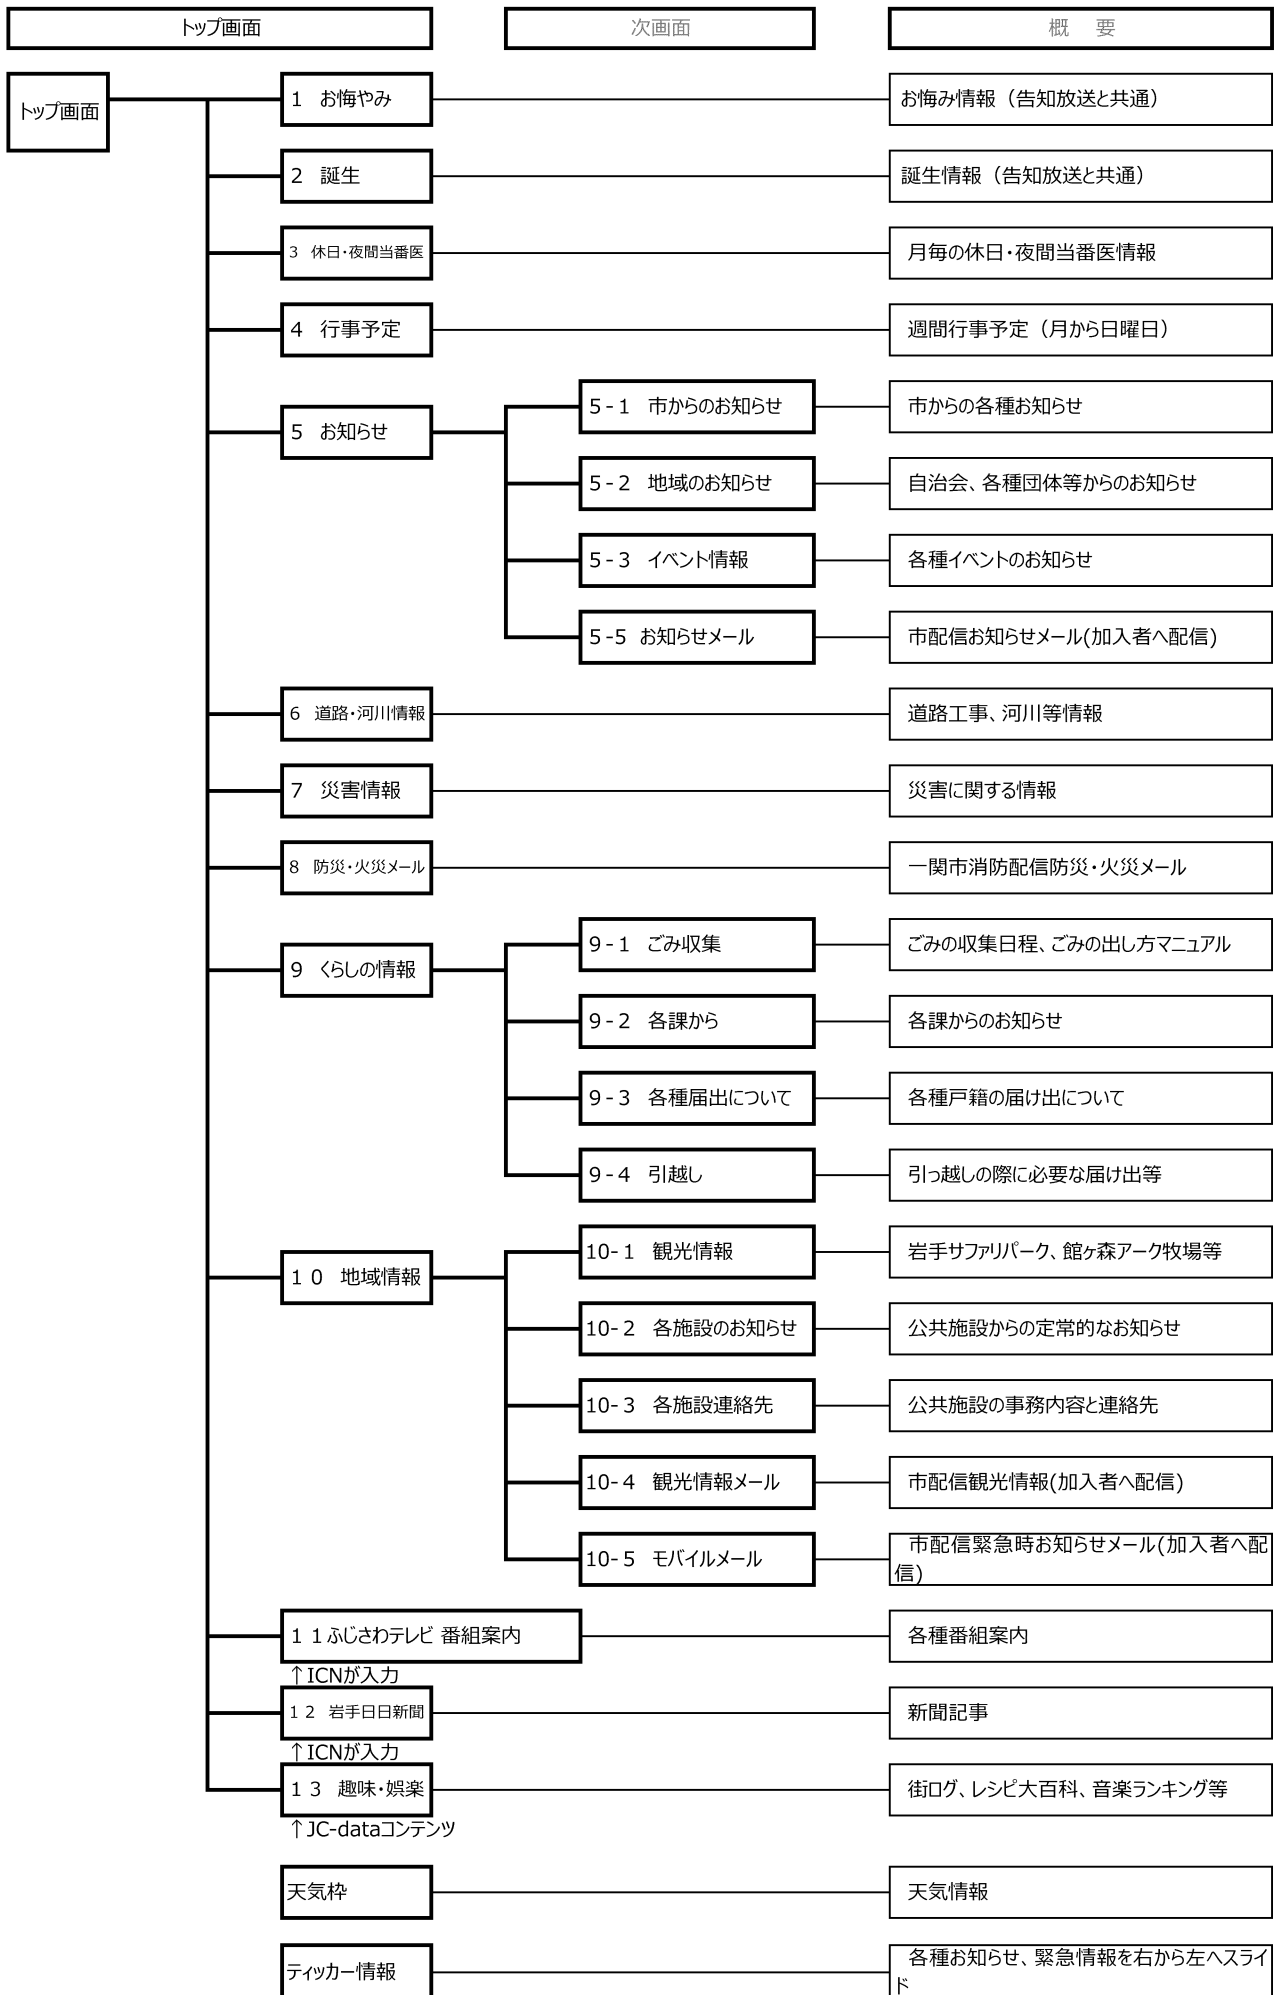 トップ画面 次画面 概　要
トップ画面
1　お悔やみ お悔み情報（告知放送と共通）
2　誕生 誕生情報（告知放送と共通）
3　休日・夜間当番医 月毎の休日・夜間当番医情報
4　行事予定 週間行事予定（月から日曜日）
5-1　市からのお知らせ 市からの各種お知らせ
5　お知らせ
5-2　地域のお知らせ 自治会、各種団体等からのお知らせ
5-3　イベント情報 各種イベントのお知らせ
5-5　お知らせメール 市配信お知らせメール(加入者へ配信)
6　道路・河川情報 道路工事、河川等情報
7　災害情報 災害に関する情報
8　防災・火災メール 一関市消防配信防災・火災メール
9-1　ごみ収集 ごみの収集日程、ごみの出し方マニュアル
9　くらしの情報
9-2　各課から 各課からのお知らせ
9-3　各種届出について 各種戸籍の届け出について
9-4　引越し 引っ越しの際に必要な届け出等
10-1　観光情報 岩手サファリパーク、館ヶ森アーク牧場等
10　地域情報
10-2　各施設のお知らせ 公共施設からの定常的なお知らせ
10-3　各施設連絡先 公共施設の事務内容と連絡先
10-4　観光情報メール 市配信観光情報(加入者へ配信)
10-5　モバイルメール 市配信緊急時お知らせメール(加入者へ配
信)
11ふじさわテレビ 番組案内 各種番組案内
↑ICNが入力
12　岩手日日新聞 新聞記事
↑ICNが入力
13　趣味・娯楽 街ログ、レシピ大百科、音楽ランキング等
↑JC-dataコンテンツ
天気枠 天気情報
ティッカー情報 各種お知らせ、緊急情報を右から左へスライ
ド